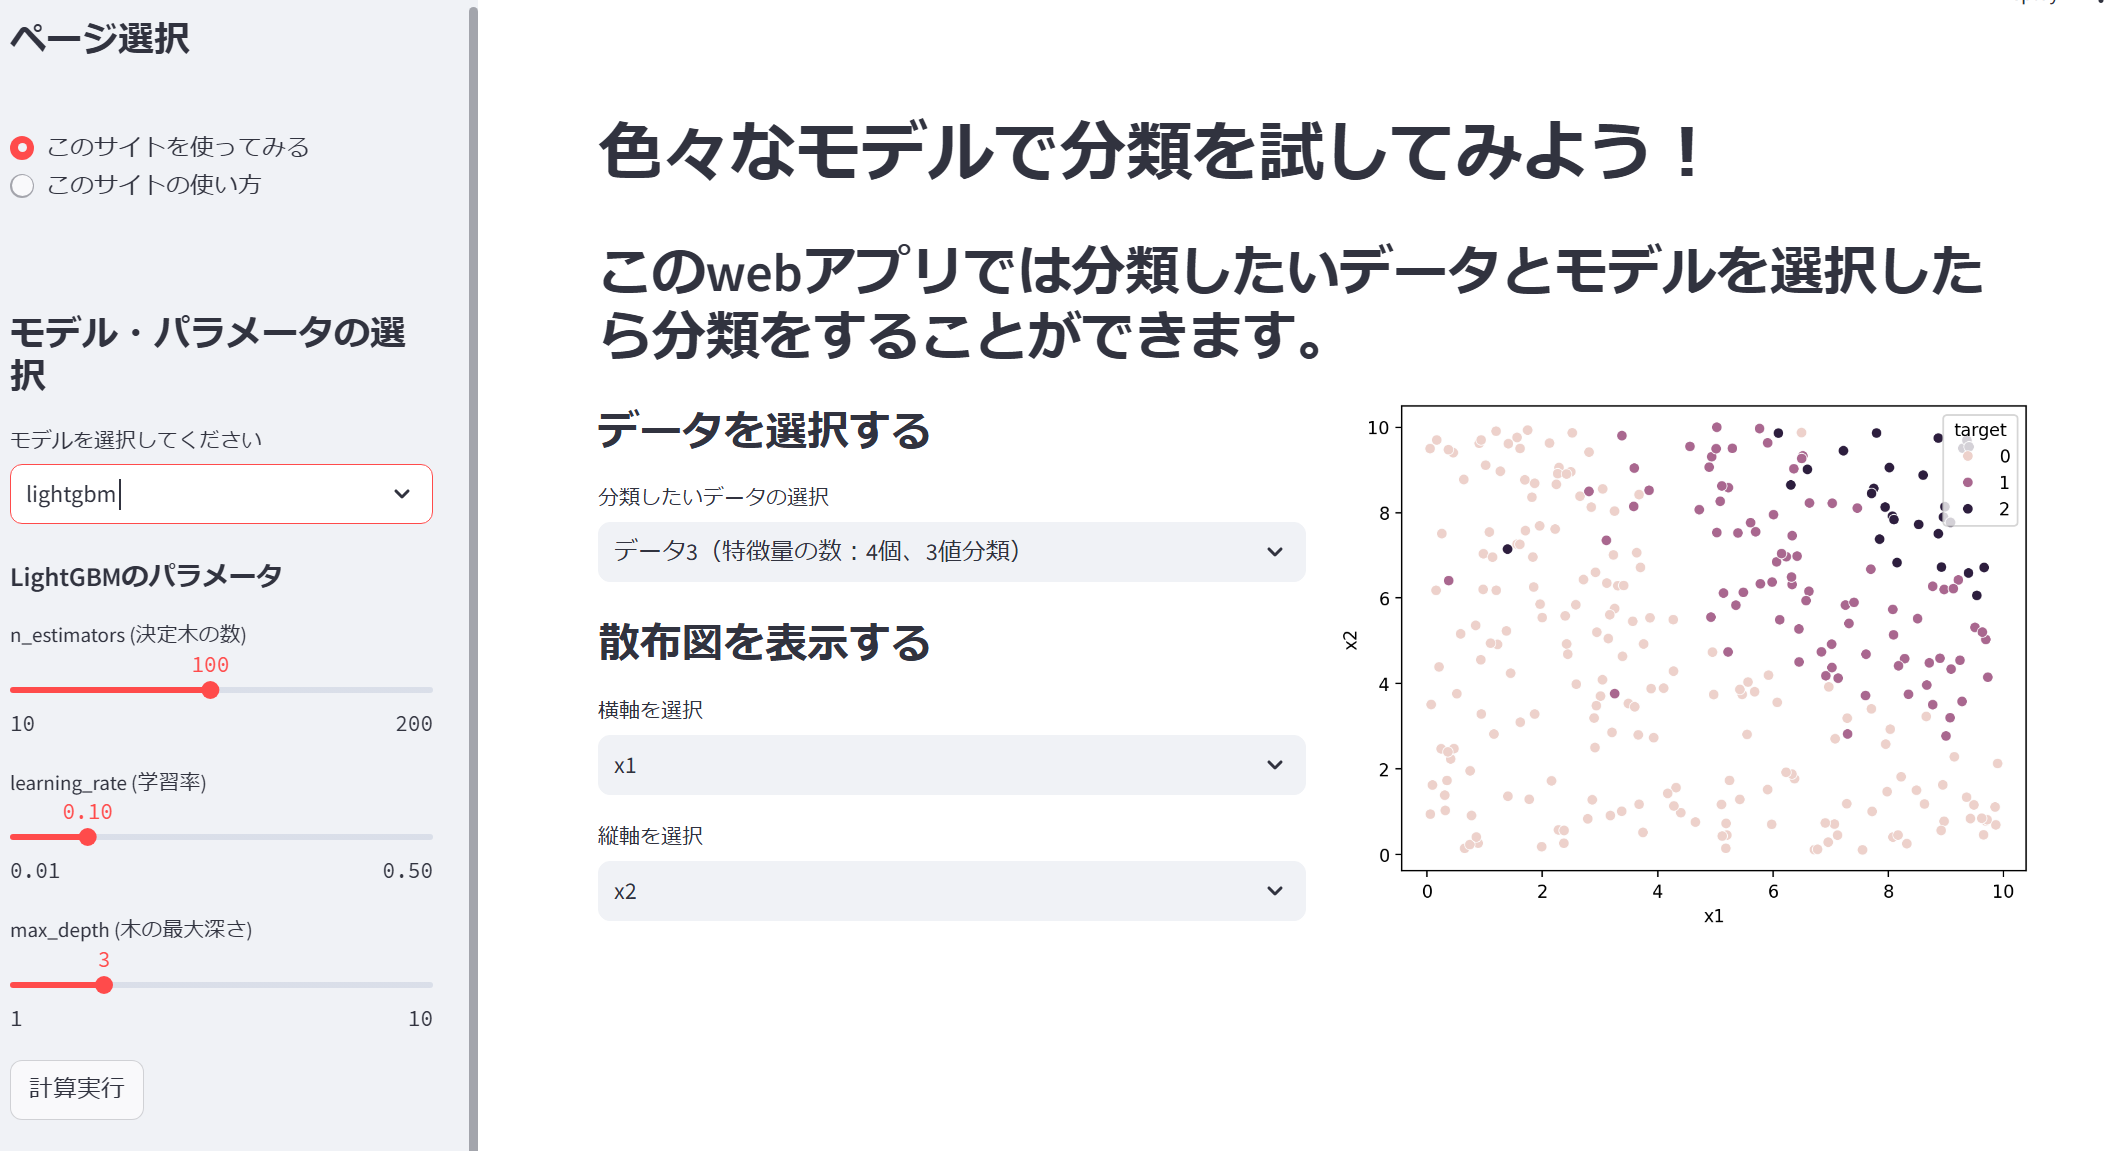 ページ選択
このサイトを使ってみる
このサイトの使い方
モデル・パラメータの選
択
モデルを選択してください
lightgbm
LightGBMのパラメータ
n_estimators (決定木の数)
100
10 200
learning_rate (学習率)
0.10
0.01 0.50
max_depth (木の最大深さ)
3
1 10
計算実行
色々なモデルで分類を試してみよう！
このwebアプリでは分類したいデータとモデルを選択した
ら分類をすることができます。
データを選択する
分類したいデータの選択
データ3（特徴量の数：4個、3値分類）
散布図を表示する
横軸を選択
x1
縦軸を選択
x2
target
0
1
2
10
8
6
4
2
0
x2
0 2 4 6 8 10
x1